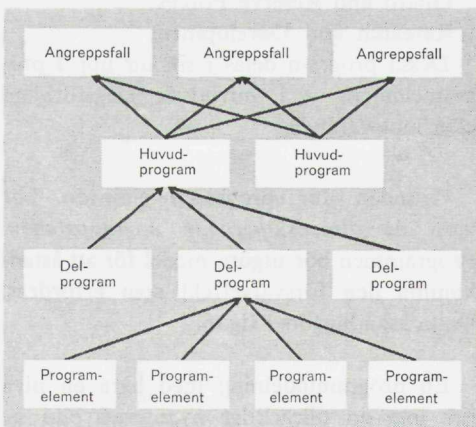 Angreppsfall Angreppsfall Angreppsfall
Huvud- Huvud-
program program
Del- Del- Del-
program program program
Program- Program- Program- Program-
element element element element